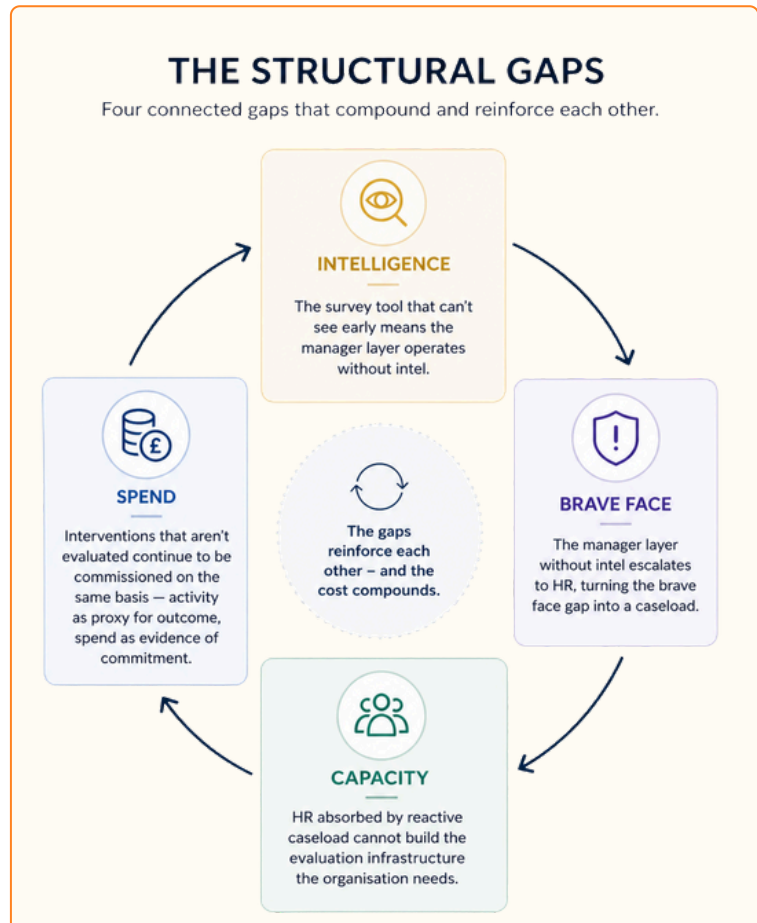 THE STRUCTURAL GAPS
Four connected gaps that compound and reinforce each other.
INTELLIGENCE
The survey tool that can't
see early means the
manager layer operates
without intel.
BRAVE FACE
The manager layer
without intel escalates
to HR, turning the brave
face gap into a caseload.
CAPACITY
HR absorbed by reactive
caseload cannot build the
evaluation infrastructure
the organisation needs.
£
SPEND
Interventions that aren't
evaluated continue to be
commissioned on the
same basis — activity
as proxy for outcome,
spend as evidence of
commitment.
The gaps
reinforce each
other – and the
cost compounds.